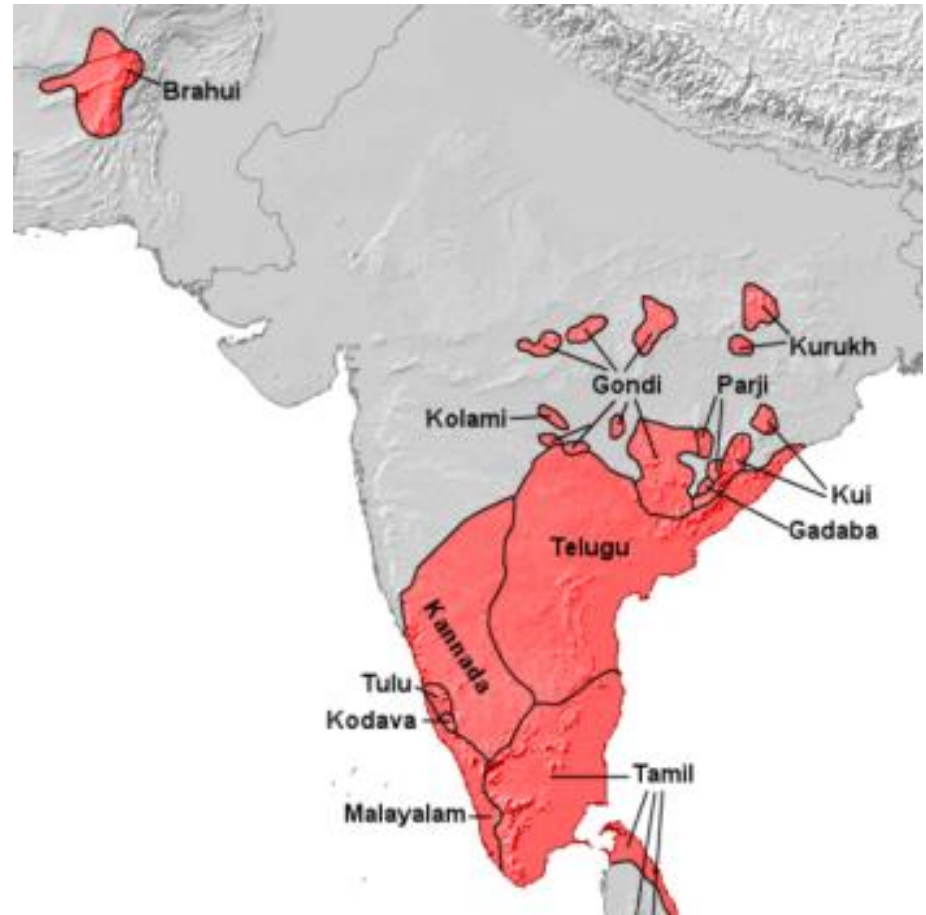 Brahui
Kurukh
Gondi
Parji
Kolami
Kui
Gadaba
Telugu
Kannada
Tulu
Kodava
Tamil
Malayalam